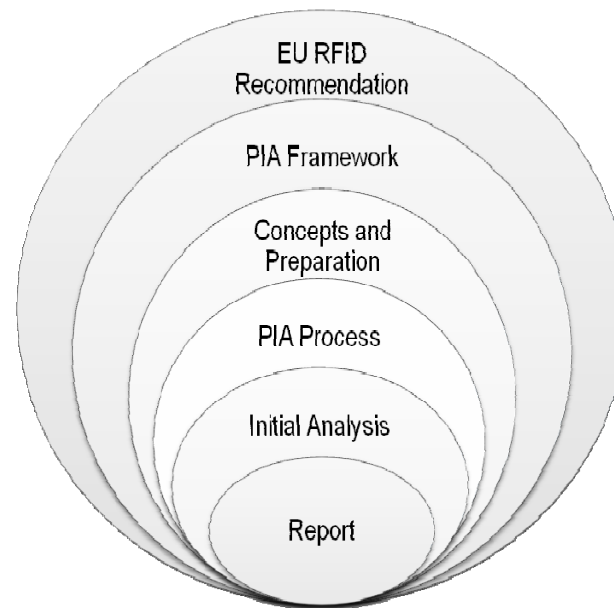 EU RFID
Recommendation
PIA Framework
Concepts and
Preparation
PIA Process
Initial Analysis
Report